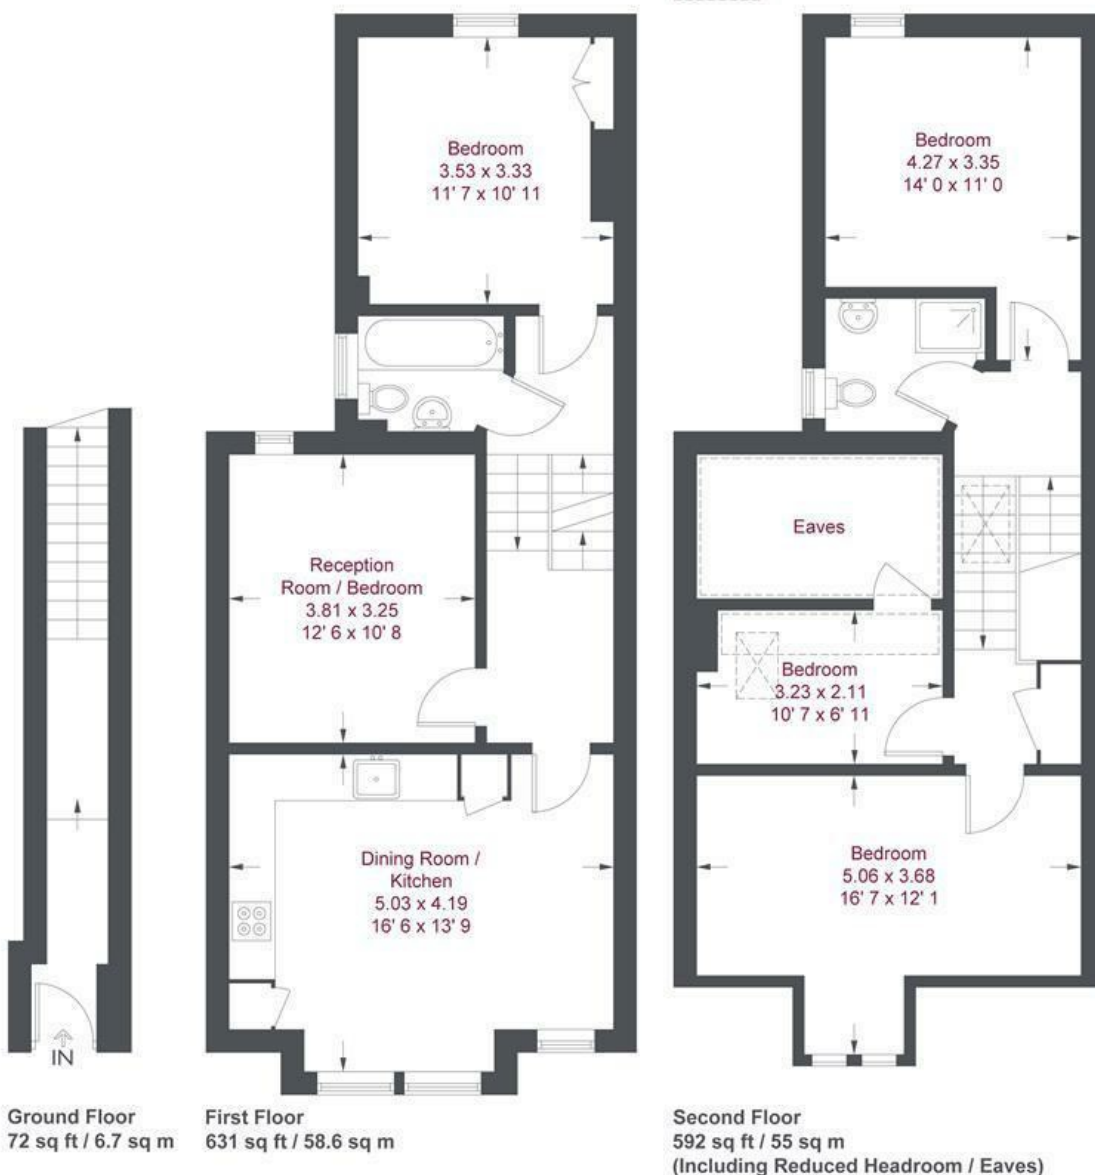 Bedroom
3.53 x 3.33
11' 7 x 10' 11
Bedroom
4.27 x 3.35
14' 0 x 11' 0
Reception
Room / Bedroom
3.81 x 3.25
12' 6 x 10' 8
Eaves
Bedroom
3.23 x 2.11
10' 7 x 6' 11
Dining Room /
Kitchen
5.03 x 4.19
16' 6 x 13' 9
Bedroom
5.06 x 3.68
16' 7 x 12' 1
IN
Ground Floor
72 sq ft / 6.7 sq m
First Floor
631 sq ft / 58.6 sq m
Second Floor
592 sq ft / 55 sq m
(Including Reduced Headroom / Eaves)